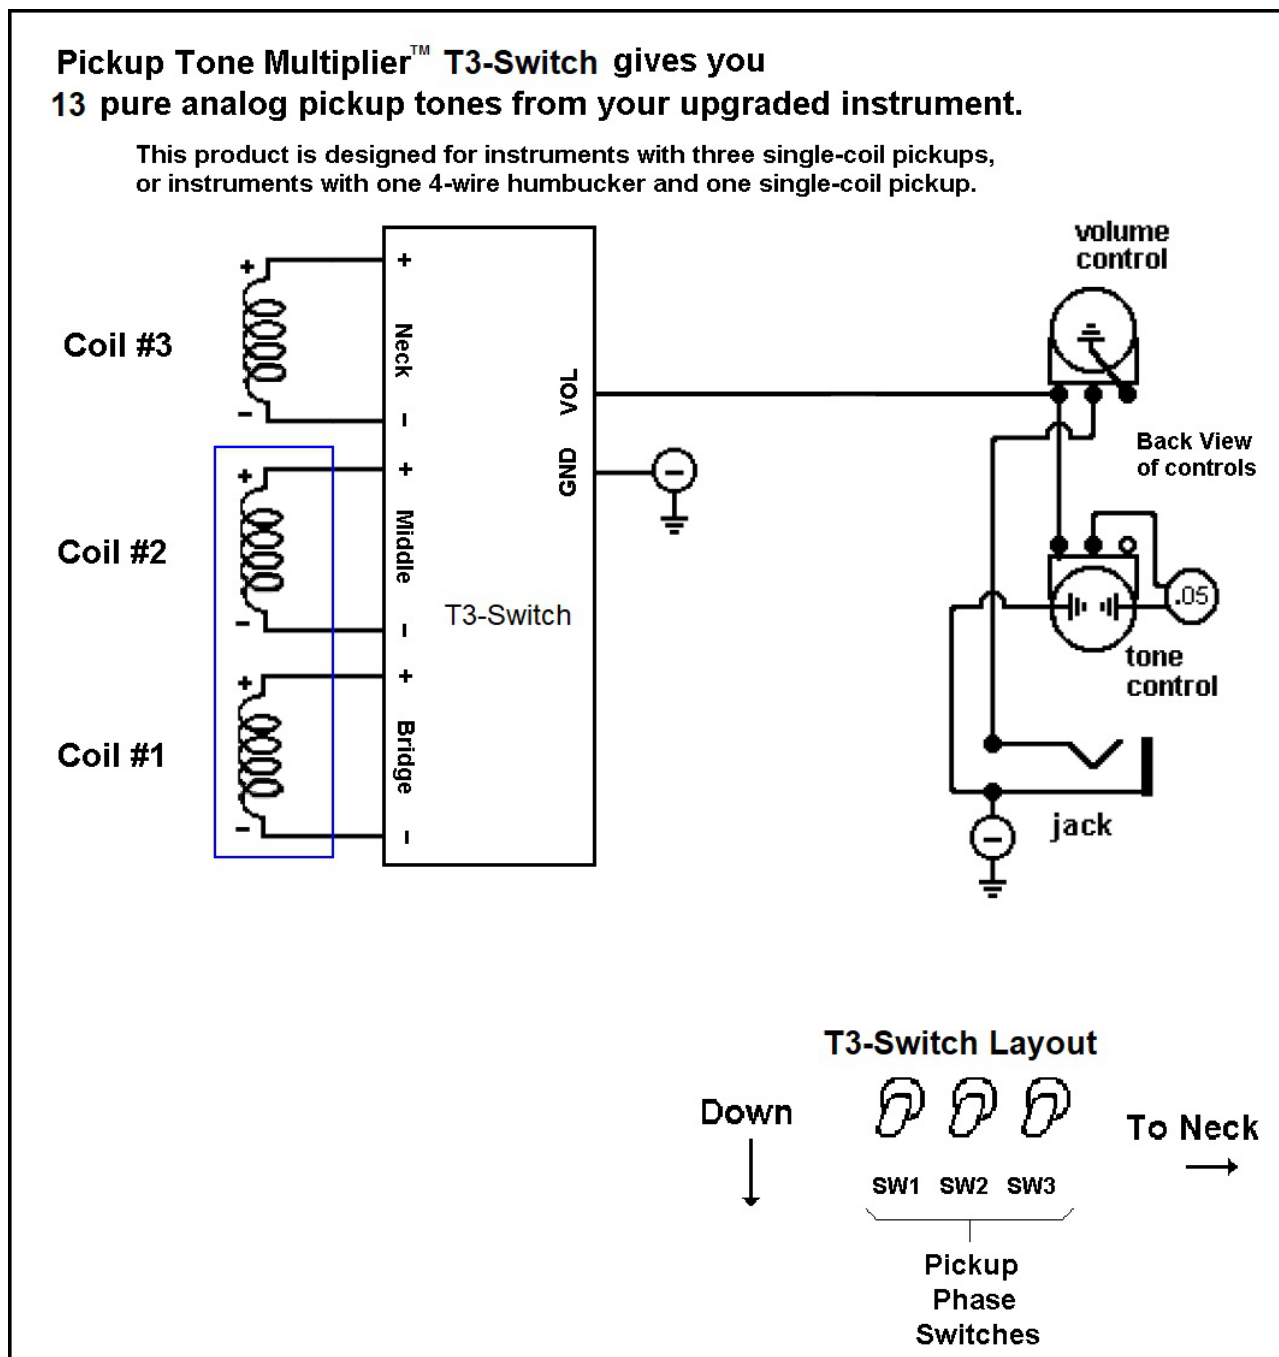 Pickup Tone Multiplier™ T3-Switch gives you
13 pure analog pickup tones from your upgraded instrument.
This product is designed for instruments with three single-coil pickups,
or instruments with one 4-wire humbucker and one single-coil pickup.
volume
control
+
+
Coil #3
Neck
-
-
VOL
GND
-
Back View
of controls
+
+
Coil #2
Middle
-
-
T3-Switch
.05
tone
control
+
+
Coil #1
Bridge
-
-
jack
-
T3-Switch Layout
Down
To Neck
SW1 SW2 SW3
Pickup
Phase
Switches